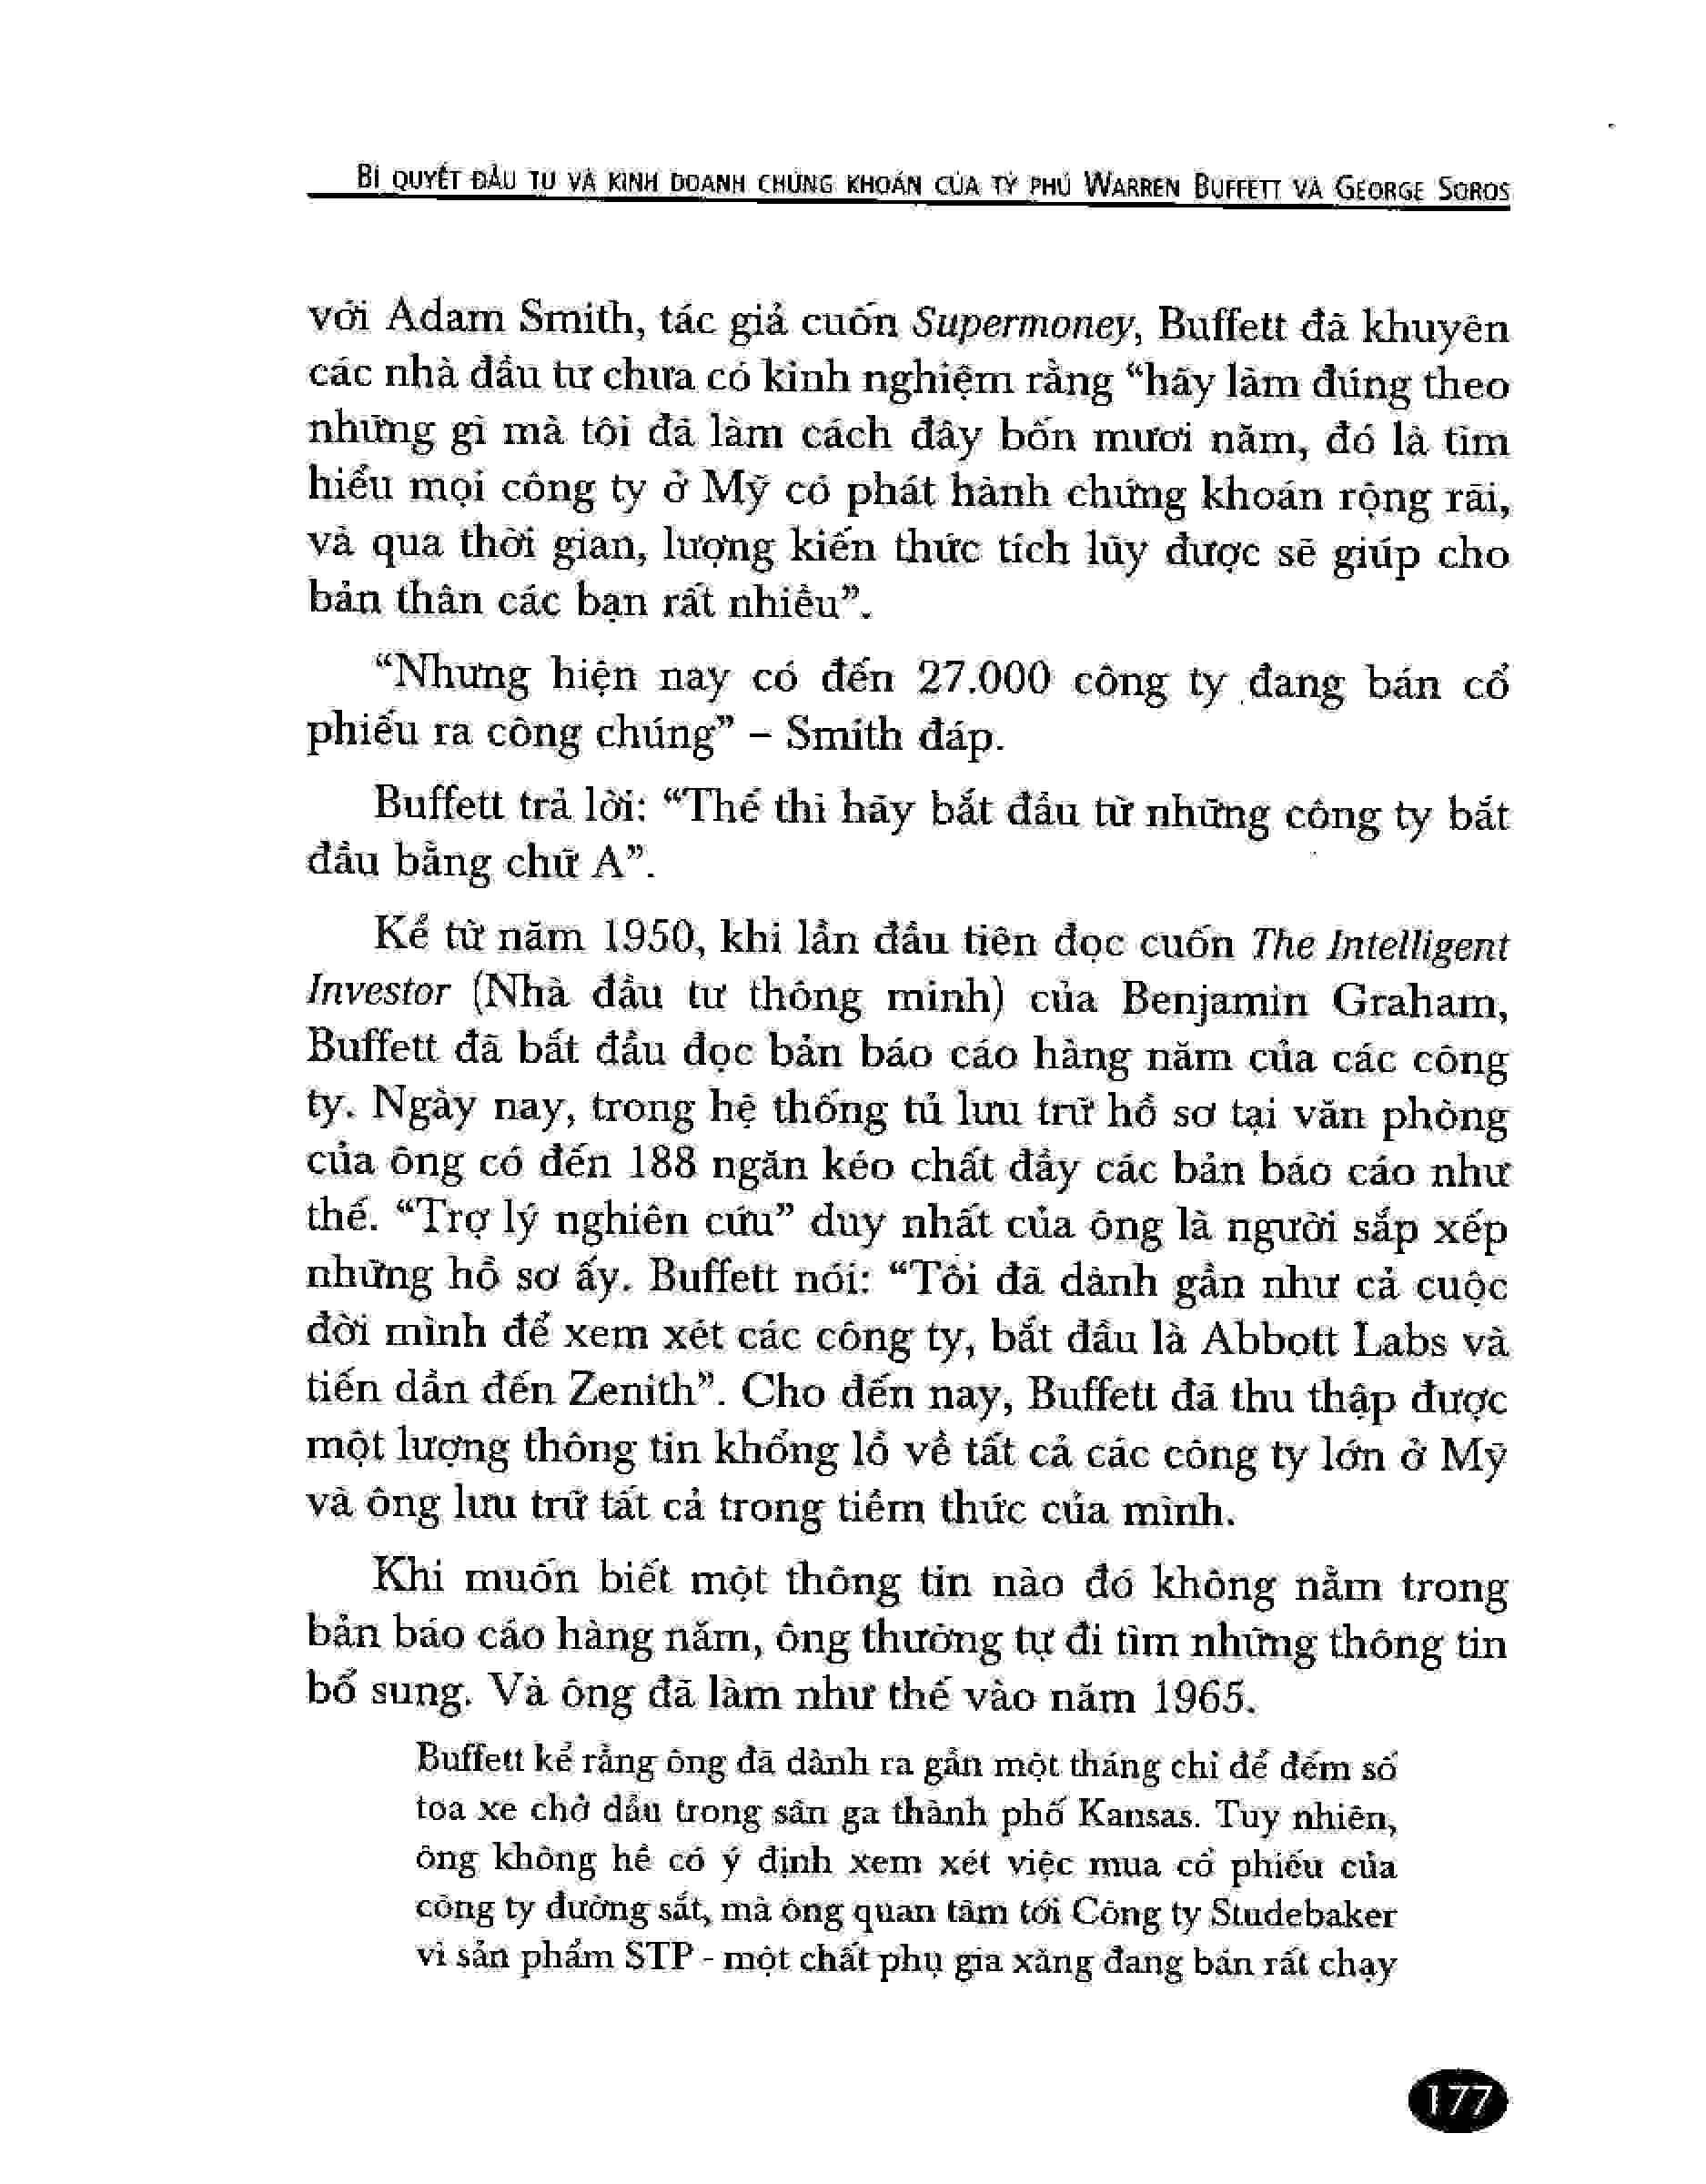 BÍ QUYẾT ĐẦU TƯ VÀ KINH DOANH CHỨNG KHOÁN CỦA TỶ PHÚ WARREN BUFFETT VÀ GEORGE SOROS
với Adam Smith, tác giả cuốn Supermoney, Buffett đã khuyên
các nhà đầu tư chưa có kinh nghiệm rằng “hãy làm đúng theo
những gì mà tôi đã làm cách đây bốn mươi năm, đó là tìm
hiểu mọi công ty ở Mỹ có phát hành chứng khoán rộng rãi,
và qua thời gian, lượng kiến thức tích lũy được sẽ giúp cho
bản thân các bạn rất nhiều”.
“Nhưng hiện nay có đến 27.000 công ty đang bán cổ
phiếu ra công chúng” – Smith đáp.
Buffett trả lời: “Thế thì hãy bắt đầu từ những công ty bắt
đầu bằng chữ A”.
Kể từ năm 1950, khi lần đầu tiên đọc cuốn The Intelligent
Investor (Nhà đầu tư thông minh) của Benjamin Graham,
Buffett đã bắt đầu đọc bản báo cáo hàng năm của các công
ty. Ngày nay, trong hệ thống tủ lưu trữ hồ sơ tại văn phòng
của ông có đến 188 ngăn kéo chất đầy các bản báo cáo như
thế. “Trợ lý nghiên cứu” duy nhất của ông là người sắp xếp
những hồ sơ ấy. Buffett nói: “Tôi đã dành gần như cả cuộc
đời mình để xem xét các công ty, bắt đầu là Abbott Labs và
tiến dần đến Zenith”. Cho đến nay, Buffett đã thu thập được
một lượng thông tin khổng lồ về tất cả các công ty lớn ở Mỹ
và ông lưu trữ tất cả trong tiềm thức của mình.
Khi muốn biết một thông tin nào đó không nằm trong
bản báo cáo hàng năm, ông thường tự đi tìm những thông tin
bổ sung. Và ông đã làm như thế vào năm 1965.
Buffett kể rằng ông đã dành ra gần một tháng chỉ để đếm số
toa xe chở dầu trong sân ga thành phố Kansas. Tuy nhiên,
ông không hề có ý định xem xét việc mua cổ phiếu của
công ty đường sắt, mà ông quan tâm tới Công ty Studebaker
vì sản phẩm STP - một chất phụ gia xăng đang bán rất chạy
177